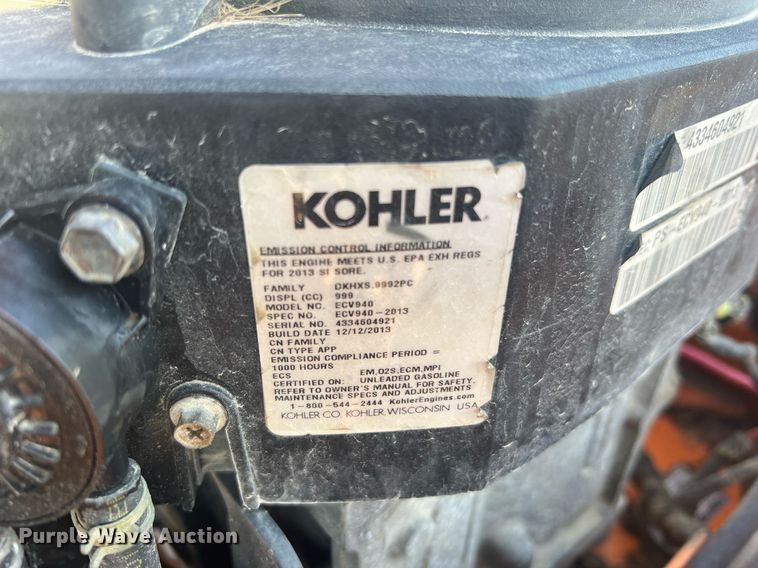 KOHLER
EMISSION CONTROL INFORMATION
THIS ENGINE MEETS U.S. EPA EXH REGS
FOR 2013 SI SORE.
FAMILY DKHXS.9992PC
DISPL (CC) 999
MODEL NO. ECV940
SPEC NO. ECV940-2013
SERIAL NO. 4334604921
BUILD DATE 12/12/2013
CN FAMILY
CN TYPE APP
EMISSION COMPLIANCE PERIOD =
1000 HOURS
ECS EM,O2S,ECM,MPI
CERTIFIED ON: UNLEADED GASOLINE
REFER TO OWNER'S MANUAL FOR SAFETY,
MAINTENANCE SPECS AND ADJUSTMENTS
1-800-544-2444 KohlerEngines.com
KOHLER CO. KOHLER, WISCONSIN USA
4334604921
PS-ECV940
Purple Wave Auction